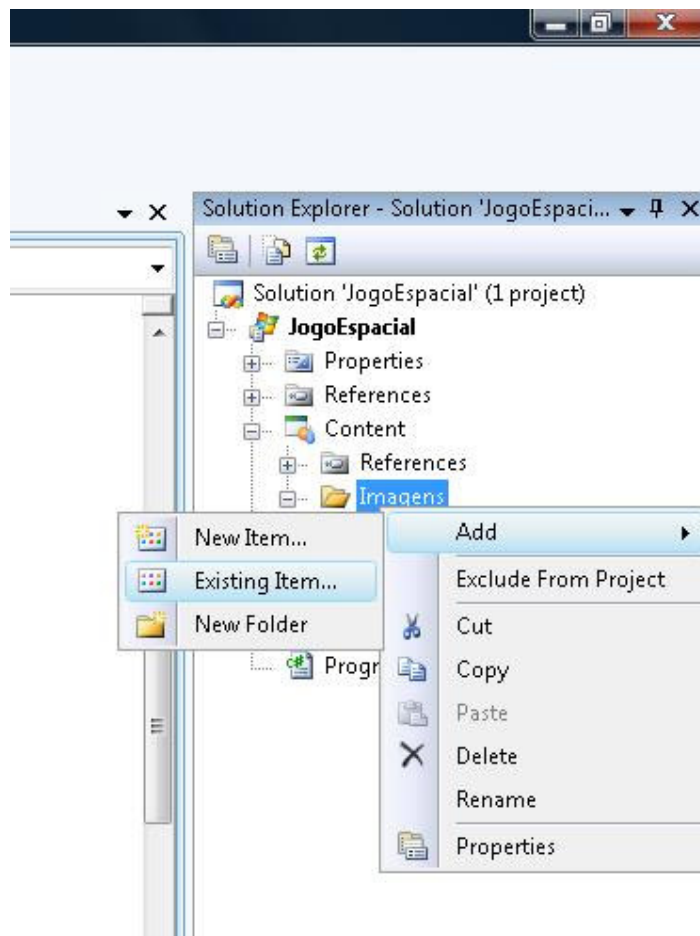 Solution Explorer - Solution 'JogoEspaci...
Solution 'JogoEspacial' (1 project)
JogoEspacial
Properties
References
Content
References
Imagens
New Item...
Existing Item...
New Folder
Add
Exclude From Project
Cut
Copy
Paste
Delete
Rename
Properties
Progr